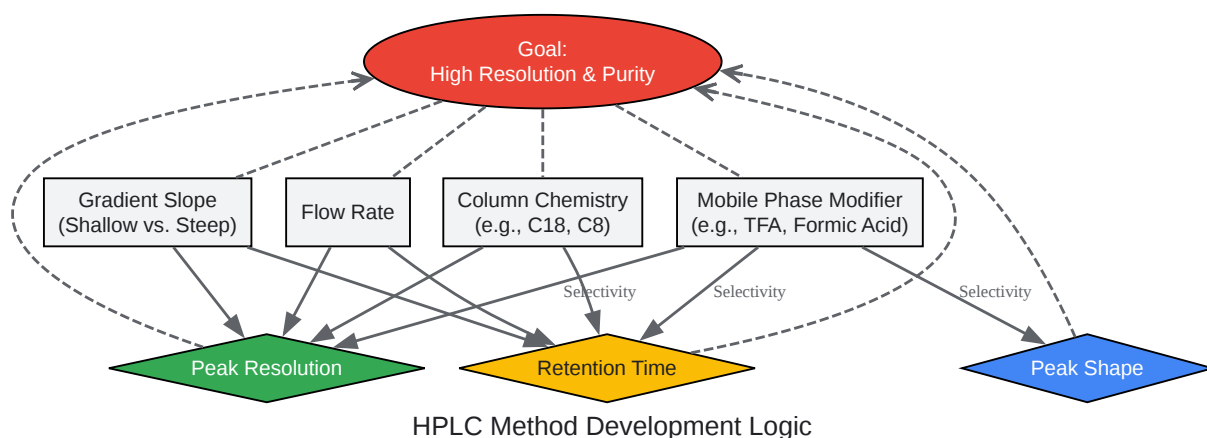 Goal:
High Resolution & Purity
Gradient Slope
(Shallow vs. Steep)
Flow Rate
Column Chemistry
(e.g., C18, C8)
Mobile Phase Modifier
(e.g., TFA, Formic Acid)
Selectivity
Selectivity
Selectivity
Peak Resolution
Retention Time
Peak Shape
HPLC Method Development Logic